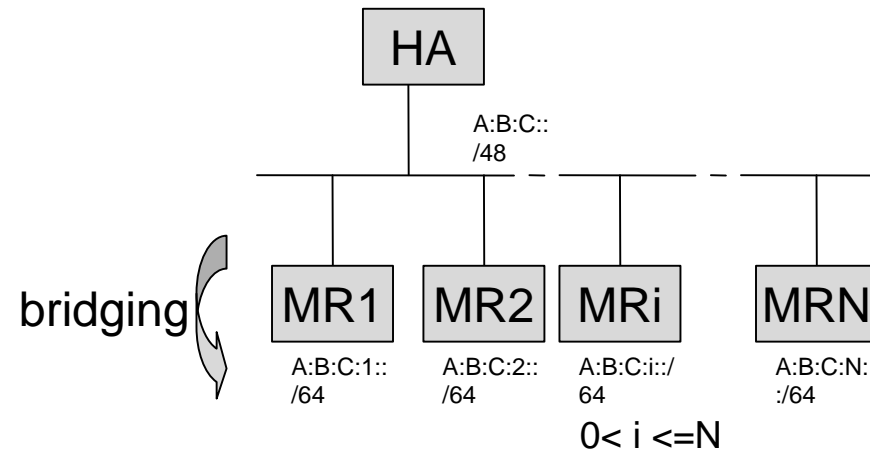 HA
A:B:C::
/48
bridging
MR1
MR2
MRi
MRN
A:B:C:1::
/64
A:B:C:2::
/64
A:B:C:i::/
64
A:B:C:N:
:/64
0< i <=N